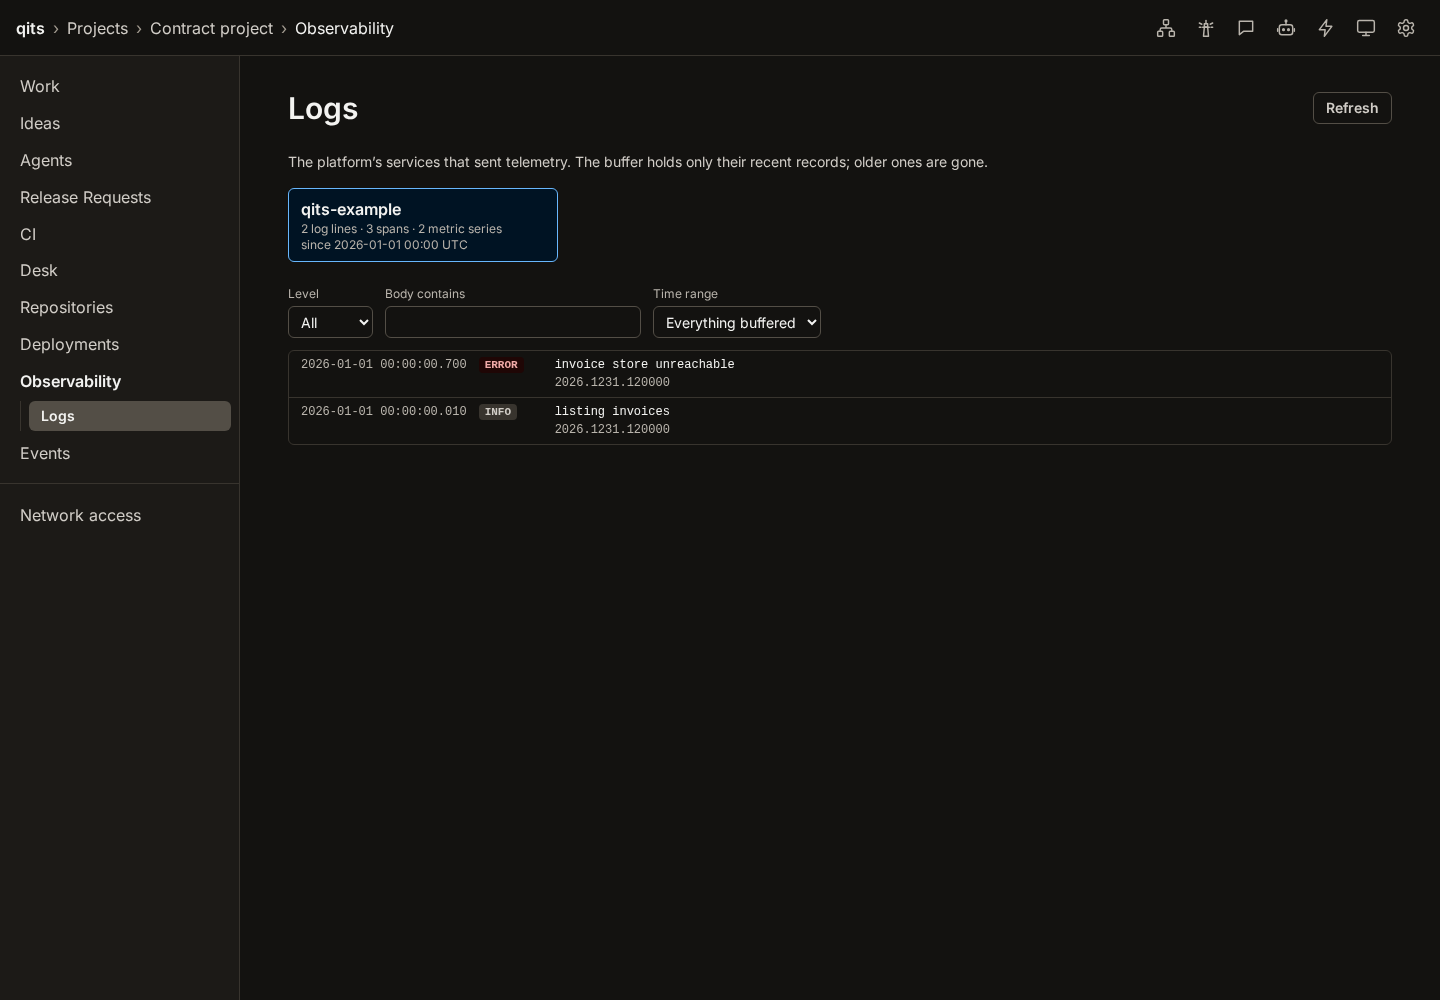 qits › Projects › Contract project › Observability
Work
Ideas
Agents
Release Requests
CI
Desk
Repositories
Deployments
Observability
Logs
Events
Network access
Logs
Refresh
The platform’s services that sent telemetry. The buffer holds only their recent records; older ones are gone.
qits-example
2 log lines · 3 spans · 2 metric series
since 2026-01-01 00:00 UTC
Level
Body contains
Time range
All
Everything buffered
2026-01-01 00:00:00.700 ERROR invoice store unreachable
2026.1231.120000
2026-01-01 00:00:00.010 INFO listing invoices
2026.1231.120000